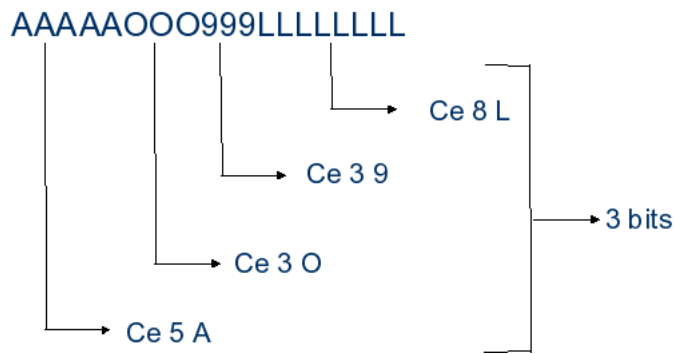 AAAAAOOO999LLLLLLLL
Ce 8 L
Ce 3 9
3 bits
Ce 3 O
Ce 5 A